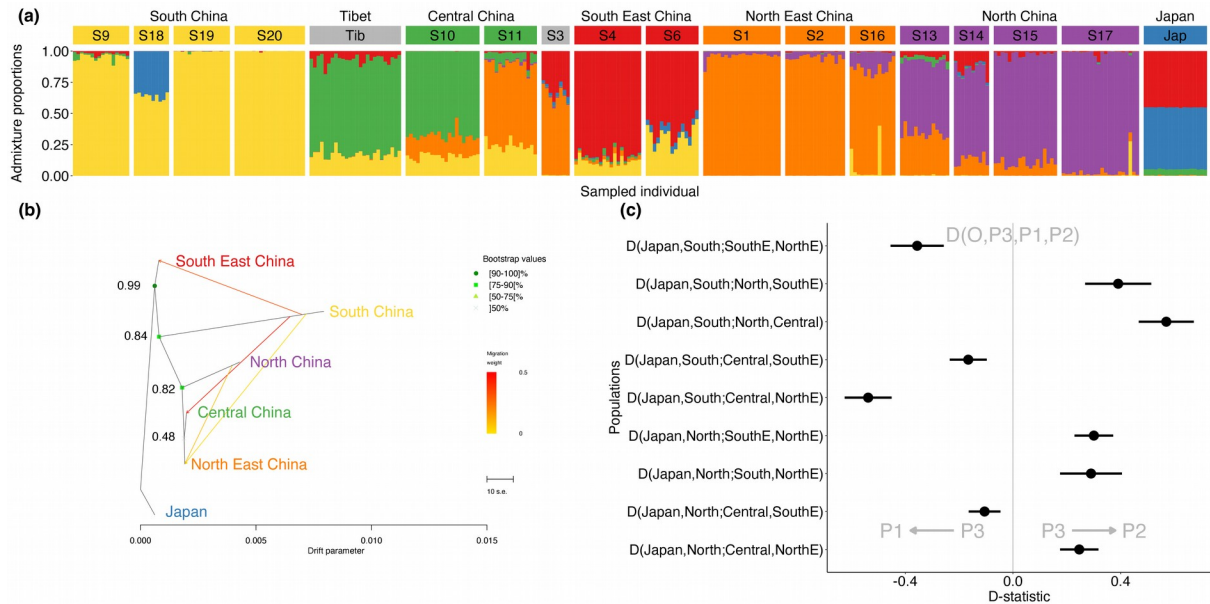 (a)
South China Tibet Central China South East China North East China North China Japan
S9 S18 S19 S20 Tib S10 S11 S3 S4 S6 S1 S2 S16 S13 S14 S15 S17 Jap
Admixture proportions
1.00
0.75
0.50
0.25
0.00
Sampled individual
(b)
South East China
0.99
South China
0.84
North China
0.82
Central China
0.48
North East China
Japan
Bootstrap values
[90-100]%
[75-90[%
[50-75[%
]50%
Migration
weight
0.5
0
10 s.e.
0.000 0.005 0.010 0.015
Drift parameter
(c)
D(O,P3,P1,P2)
Populations
D(Japan,South;SouthE,NorthE)
D(Japan,South;North,SouthE)
D(Japan,South;North,Central)
D(Japan,South;Central,SouthE)
D(Japan,South;Central,NorthE)
D(Japan,North;SouthE,NorthE)
D(Japan,North;South,NorthE)
D(Japan,North;Central,SouthE)
D(Japan,North;Central,NorthE)
P1 P3 P3 P2
-0.4 0.0 0.4
D-statistic